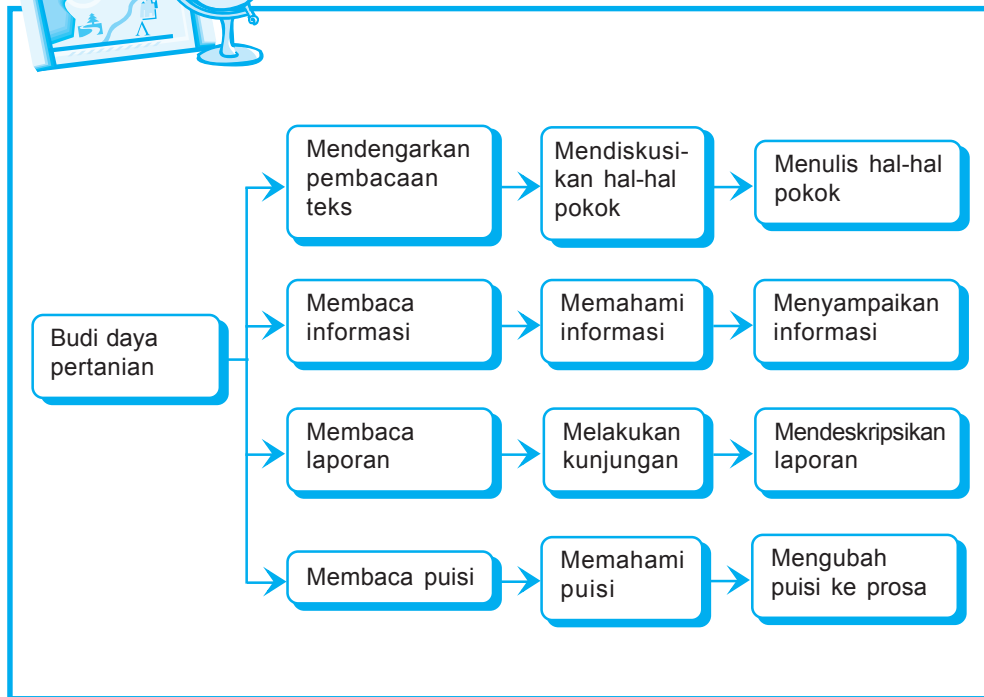 Mendengarkan
pembacaan
teks
Mendiskusi-
kan hal-hal
pokok
Menulis hal-hal
pokok
Membaca
informasi
Memahami
informasi
Menyampaikan
informasi
Budi daya
pertanian
Membaca
laporan
Melakukan
kunjungan
Mendeskripsikan
laporan
Membaca puisi
Memahami
puisi
Mengubah
puisi ke prosa